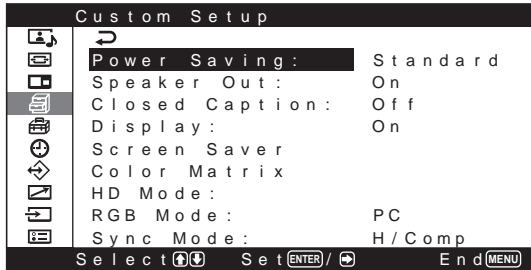 Custom Setup
Power Saving: Standard
Speaker Out: On
Closed Caption: Off
Display: On
Screen Saver
Color Matrix
HD Mode:
RGB Mode: PC
Sync Mode: H/Comp
Select Set ENTER / End MENU